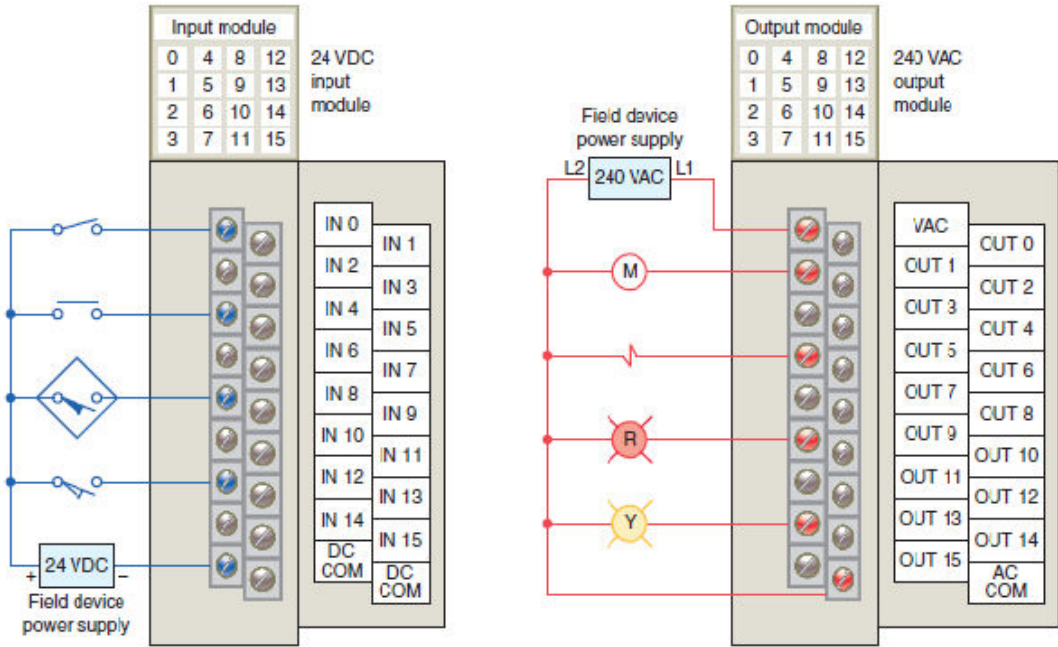 Input module
0 4 8 12
1 5 9 13
2 6 10 14
3 7 11 15
24 VDC
input
module
IN 0
IN 1
IN 2
IN 3
IN 4
IN 5
IN 6
IN 7
IN 8
IN 9
IN 10
IN 11
IN 12
IN 13
IN 14
IN 15
DC
COM
DC
COM
+ 24 VDC −
Field device
power supply
Output module
0 4 8 12
1 5 9 13
2 6 10 14
3 7 11 15
240 VAC
output
module
Field device
power supply
L2 240 VAC L1
M
R
Y
VAC
OUT 0
OUT 1
OUT 2
OUT 3
OUT 4
OUT 5
OUT 6
OUT 7
OUT 8
OUT 9
OUT 10
OUT 11
OUT 12
OUT 13
OUT 14
OUT 15
AC
COM